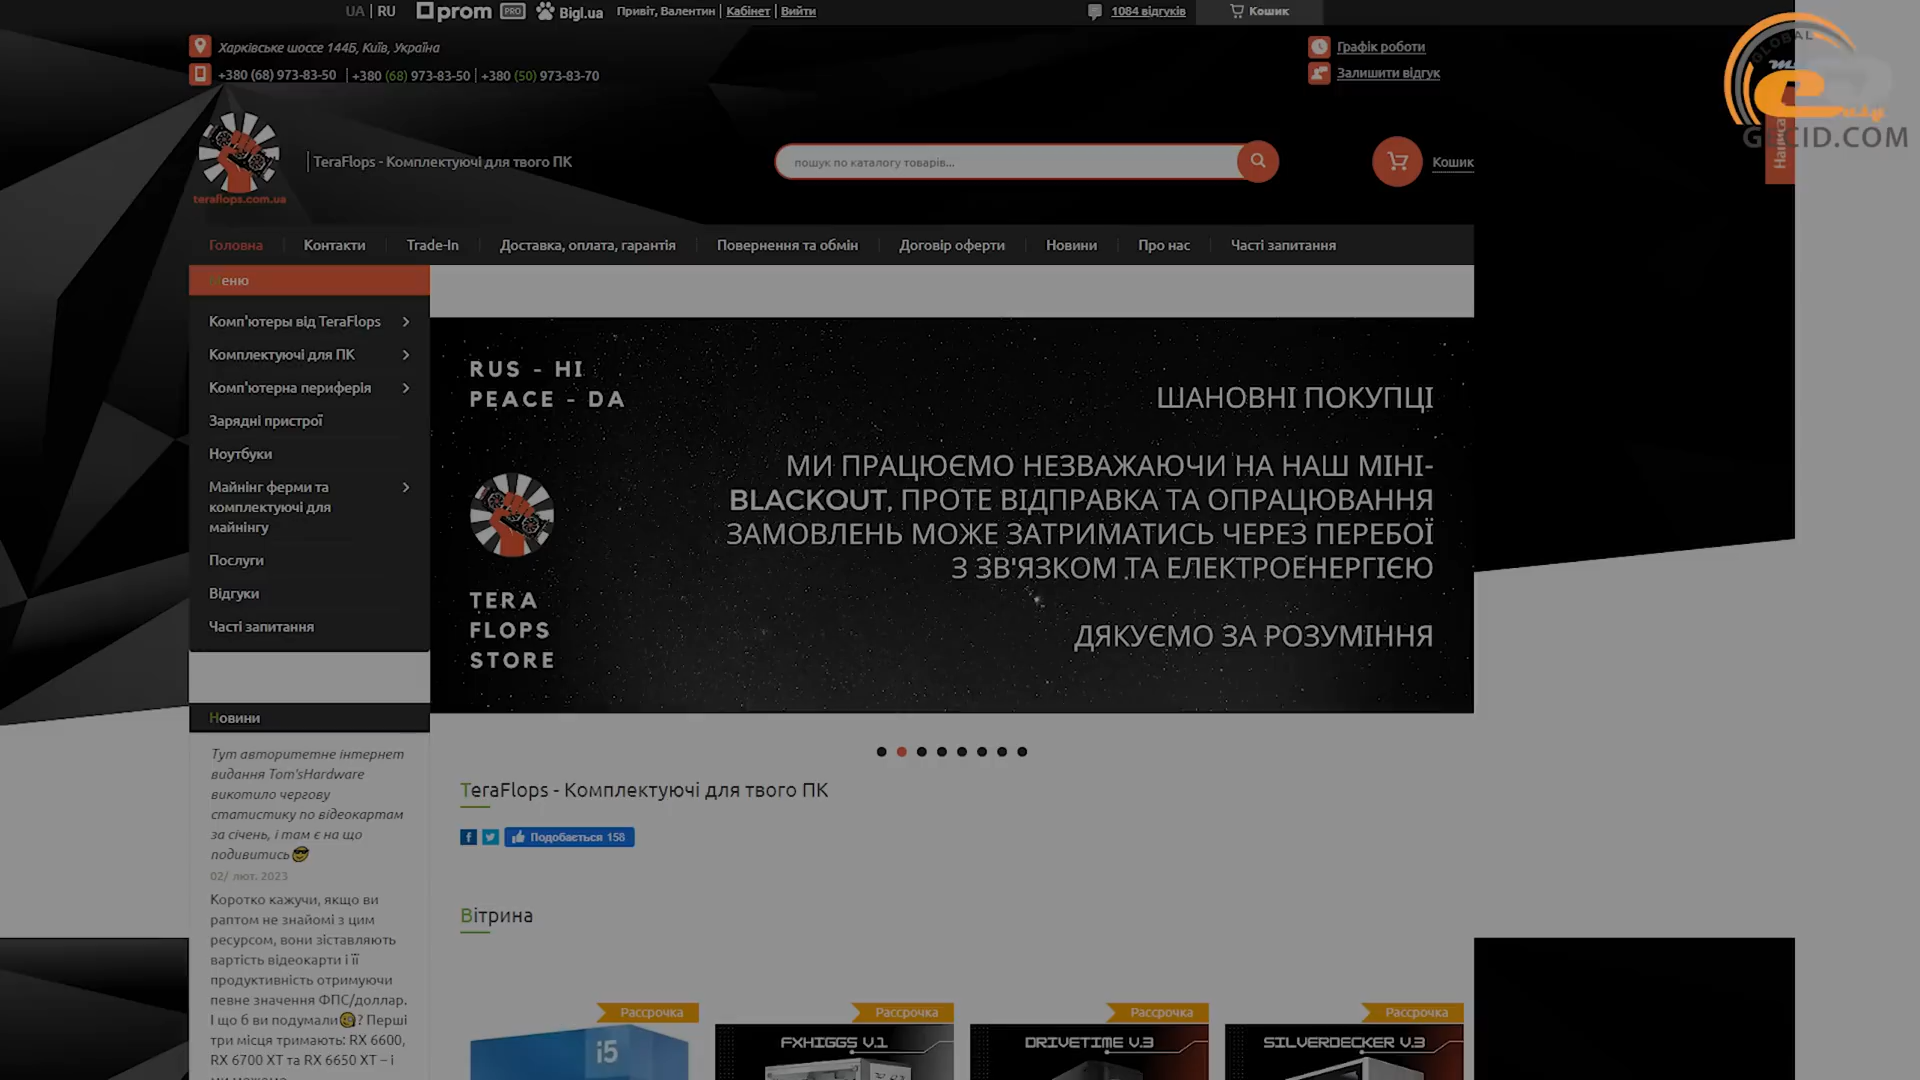 UA | RU prom PRO Bigl.ua Привіт, Валентин | Кабінет | Вийти 1084 відгуків Кошик
Харківське шоссе 144Б, Київ, Україна
Графік роботи
+380 (68) 973-83-50 | +380 (68) 973-83-50 | +380 (50) 973-83-70
Залишити відгук
GLOBAL
GECID.COM
TeraFlops - Комплектуючі для твого ПК
пошук по каталогу товарів...
Кошик
teraflops.com.ua
Головна Контакти Trade-In Доставка, оплата, гарантія Повернення та обмін Договір оферти Новини Про нас Часті запитання
Меню
Комп'ютеры від TeraFlops
Комплектуючі для ПК
Комп'ютерна периферія
Зарядні пристрої
Ноутбуки
Майнінг ферми та
комплектуючі для
майнінгу
Послуги
Відгуки
Часті запитання
RUS - НІ
PEACE - DA
TERA
FLOPS
STORE
ШАНОВНІ ПОКУПЦІ
МИ ПРАЦЮЄМО НЕЗВАЖАЮЧИ НА НАШ МІНІ-
BLACKOUT, ПРОТЕ ВІДПРАВКА ТА ОПРАЦЮВАННЯ
ЗАМОВЛЕНЬ МОЖЕ ЗАТРИМАТИСЬ ЧЕРЕЗ ПЕРЕБОЇ
З ЗВ'ЯЗКОМ ТА ЕЛЕКТРОЕНЕРГІЄЮ
ДЯКУЄМО ЗА РОЗУМІННЯ
Новини
Тут авторитетне інтернет
видання Tom'sHardware
викотило чергову
статистику по відеокартам
за січень, і там є на що
подивитись😎
02/ лют. 2023
Коротко кажучи, якщо ви
раптом не знайомі з цим
ресурсом, вони зіставляють
вартість відеокарти і її
продуктивність отримуючи
певне значення ФПС/доллар.
І що б ви подумали🧐? Перші
три місця тримають: RX 6600,
RX 6700 XT та RX 6650 XT – і
TeraFlops - Комплектуючі для твого ПК
Подобається 158
Вітрина
Рассрочка Рассрочка Рассрочка Рассрочка
i5 FXHIGGS V.1 DRIVETIME V.3 SILVERDECKER V.3